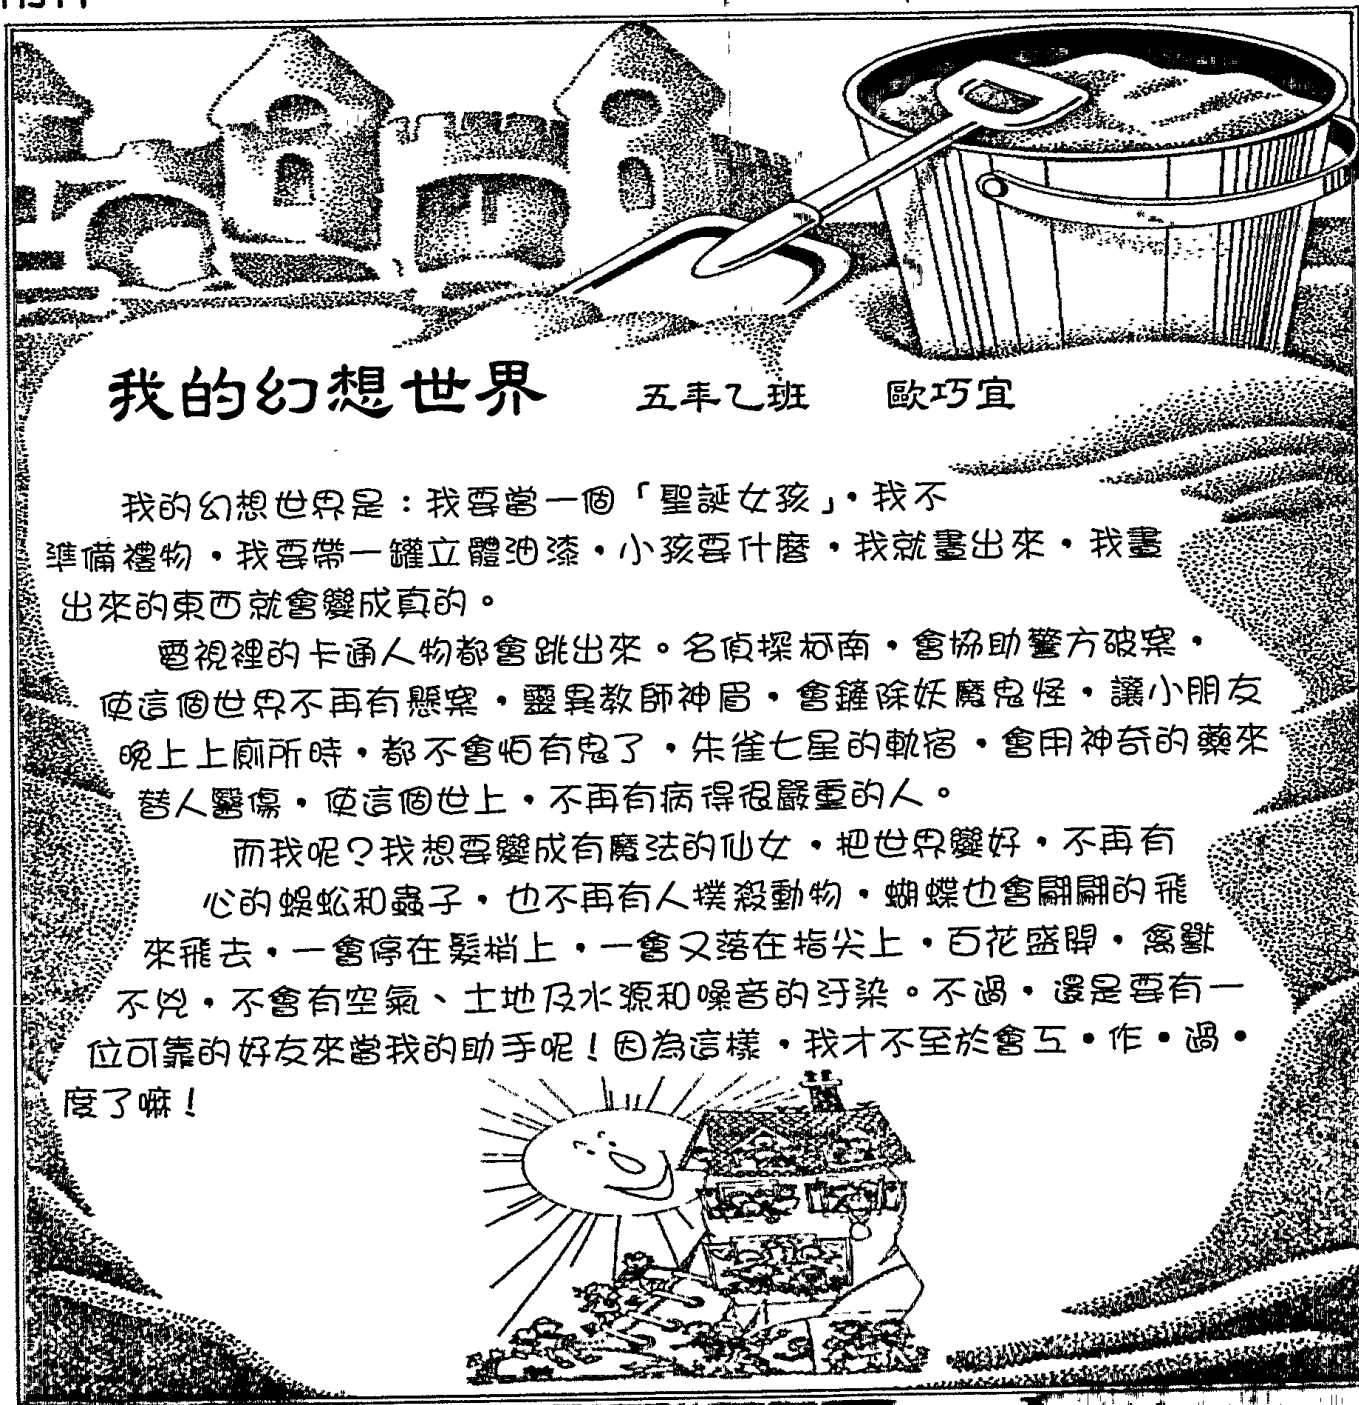 我的幻想世界　五年乙班　歐巧宜
我的幻想世界是：我要當一個「聖誕女孩」，我不
準備禮物，我要帶一罐立體油漆，小孩要什麼，我就畫出來，我畫
出來的東西就會變成真的。
電視裡的卡通人物都會跳出來。名偵探柯南，會協助警方破案，
使這個世界不再有懸案，靈異教師神眉，會鏟除妖魔鬼怪，讓小朋友
晚上上廁所時，都不會怕有鬼了，朱雀七星的軌宿，會用神奇的藥來
替人醫傷，使這個世上，不再有病得很嚴重的人。
而我呢？我想要變成有魔法的仙女，把世界變好，不再有
心的蜈蚣和蟲子，也不再有人撲殺動物，蝴蝶也會翩翩的飛
來飛去，一會停在髮梢上，一會又落在指尖上，百花盛開，禽獸
不兇，不會有空氣、土地及水源和噪音的汙染。不過，還是要有一
位可靠的好友來當我的助手呢！因為這樣，我才不至於會工•作•過•
度了嘛！